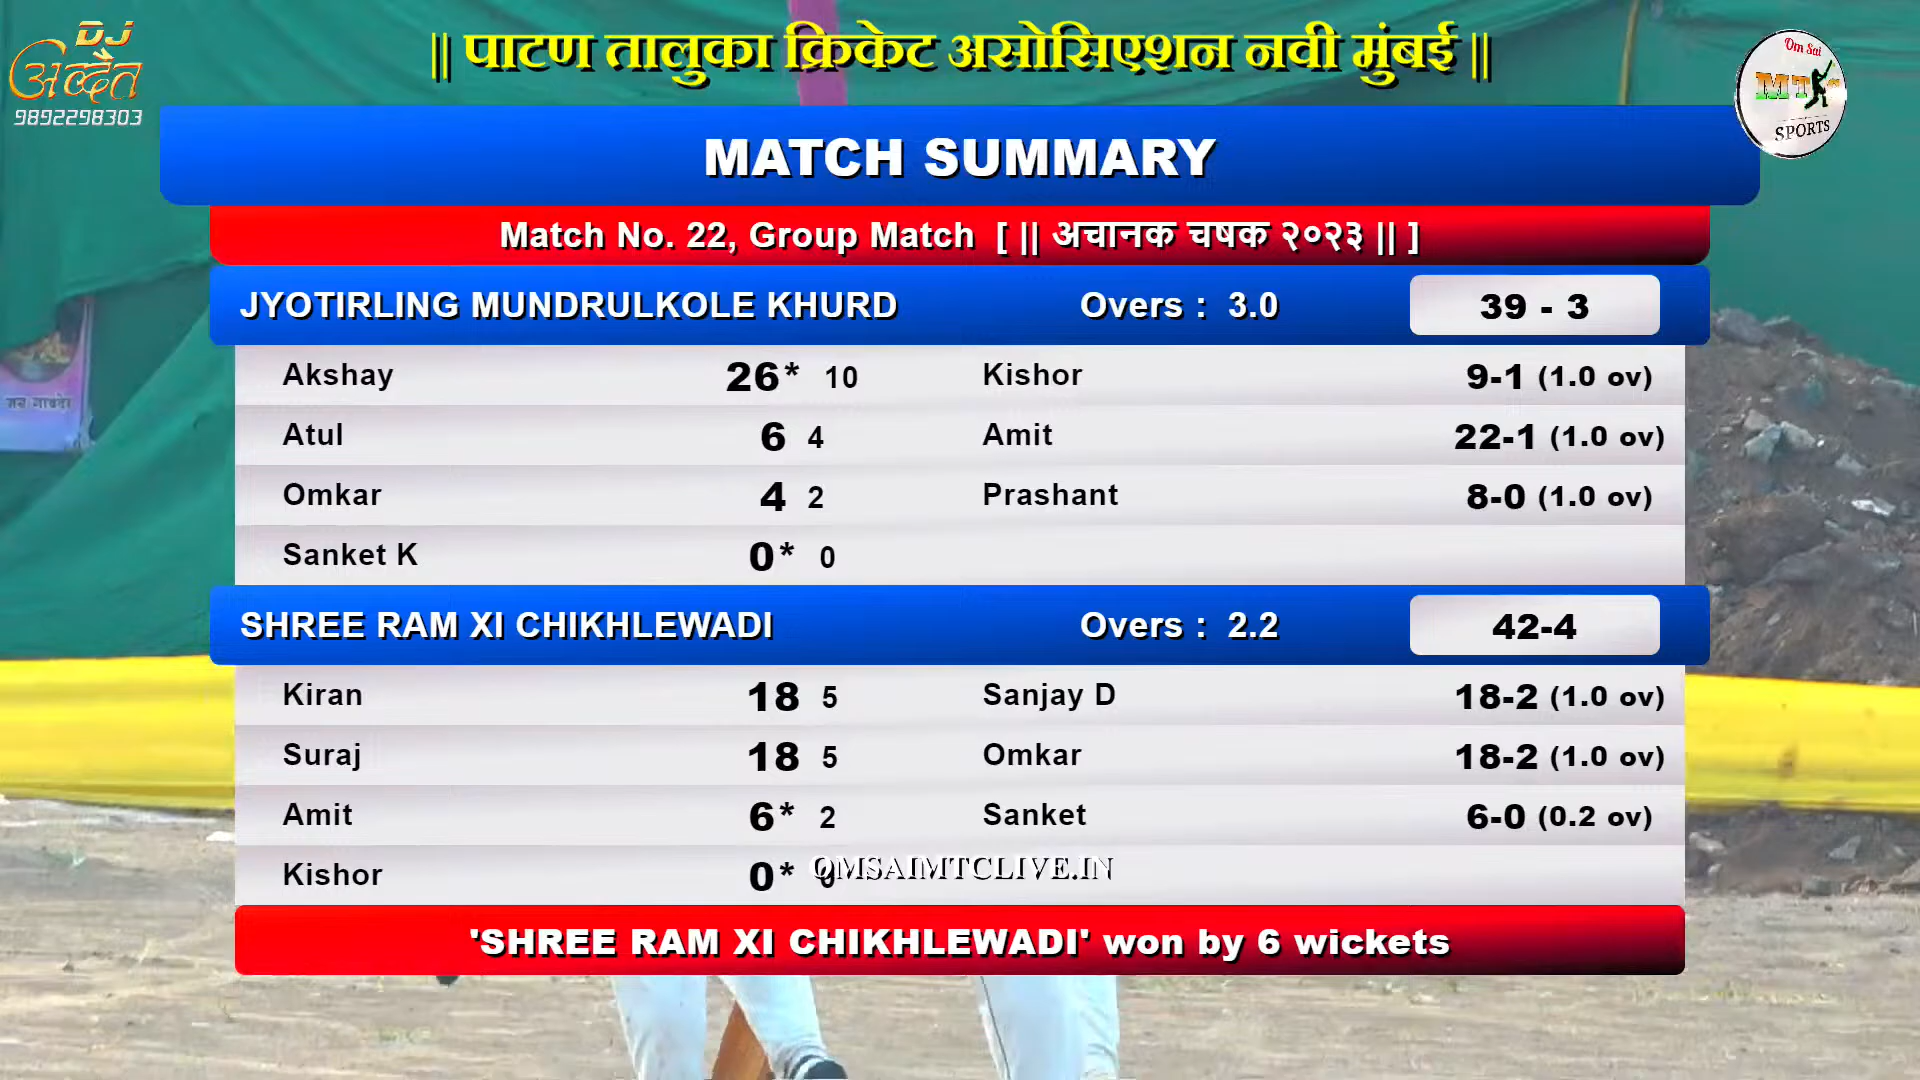 DJ
अद्वैत
9892298303
|| पाटण तालुका क्रिकेट असोसिएशन नवी मुंबई ||
Om Sai
MT
SPORTS
MATCH SUMMARY
Match No. 22, Group Match [ || अचानक चषक २०२३ || ]
JYOTIRLING MUNDRULKOLE KHURD Overs : 3.0 39 - 3
Akshay 26* 10 Kishor 9-1 (1.0 ov)
Atul 6 4 Amit 22-1 (1.0 ov)
Omkar 4 2 Prashant 8-0 (1.0 ov)
Sanket K 0* 0
SHREE RAM XI CHIKHLEWADI Overs : 2.2 42-4
Kiran 18 5 Sanjay D 18-2 (1.0 ov)
Suraj 18 5 Omkar 18-2 (1.0 ov)
Amit 6* 2 Sanket 6-0 (0.2 ov)
Kishor 0* 0
OMSAIMTCLIVE.IN
'SHREE RAM XI CHIKHLEWADI' won by 6 wickets